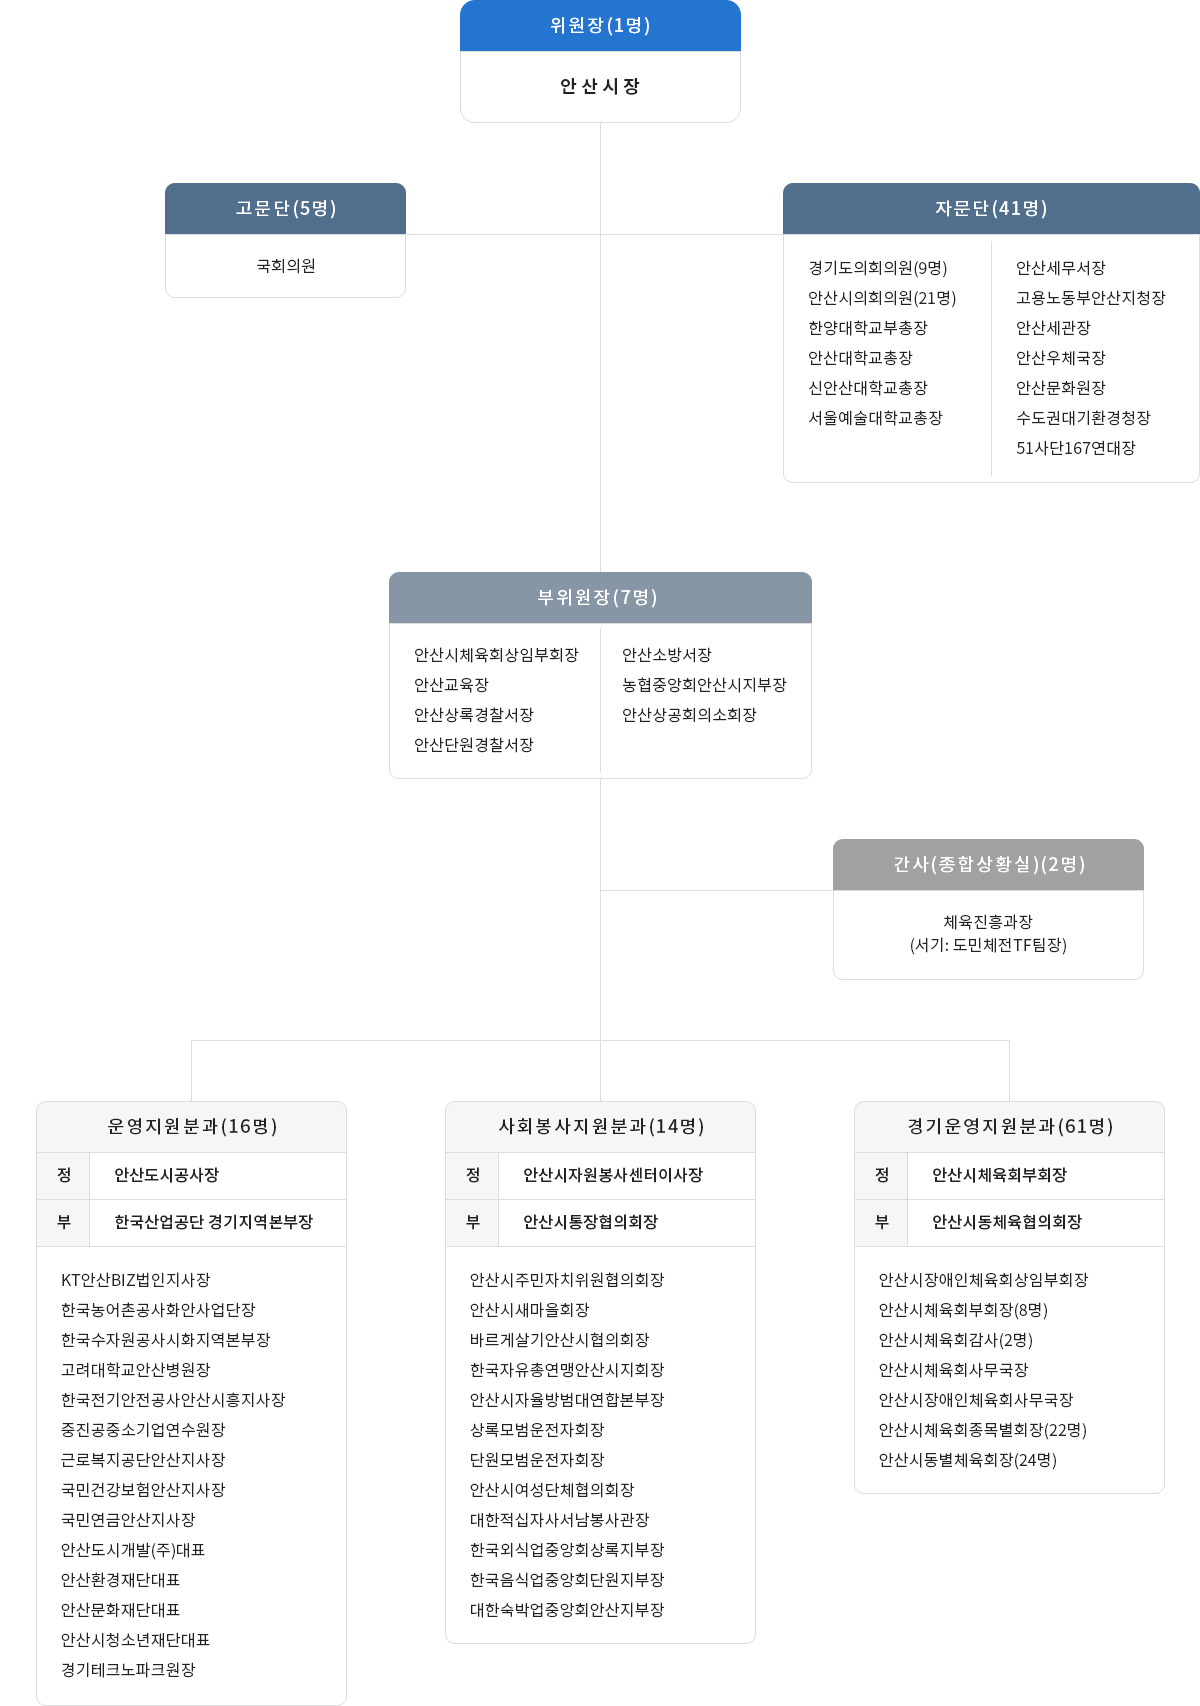 위원장(1명)
안산시장
고문단(5명)
국회의원
자문단(41명)
경기도의회의원(9명)
안산시의회의원(21명)
한양대학교부총장
안산대학교총장
신안산대학교총장
서울예술대학교총장
안산세무서장
고용노동부안산지청장
안산세관장
안산우체국장
안산문화원장
수도권대기환경청장
51사단167연대장
부위원장(7명)
안산시체육회상임부회장
안산교육장
안산상록경찰서장
안산단원경찰서장
안산소방서장
농협중앙회안산시지부장
안산상공회의소회장
간사(종합상황실)(2명)
체육진흥과장
(서기: 도민체전TF팀장)
운영지원분과(16명)
정 안산도시공사장
부 한국산업공단 경기지역본부장
KT안산BIZ법인지사장
한국농어촌공사화안사업단장
한국수자원공사시화지역본부장
고려대학교안산병원장
한국전기안전공사안산시흥지사장
중진공중소기업연수원장
근로복지공단안산지사장
국민건강보험안산지사장
국민연금안산지사장
안산도시개발(주)대표
안산환경재단대표
안산문화재단대표
안산시청소년재단대표
경기테크노파크원장
사회봉사지원분과(14명)
정 안산시자원봉사센터이사장
부 안산시통장협의회장
안산시주민자치위원협의회장
안산시새마을회장
바르게살기안산시협의회장
한국자유총연맹안산시지회장
안산시자율방범대연합본부장
상록모범운전자회장
단원모범운전자회장
안산시여성단체협의회장
대한적십자사서남봉사관장
한국외식업중앙회상록지부장
한국음식업중앙회단원지부장
대한숙박업중앙회안산지부장
경기운영지원분과(61명)
정 안산시체육회부회장
부 안산시동체육협의회장
안산시장애인체육회상임부회장
안산시체육회부회장(8명)
안산시체육회감사(2명)
안산시체육회사무국장
안산시장애인체육회사무국장
안산시체육회종목별회장(22명)
안산시동별체육회장(24명)